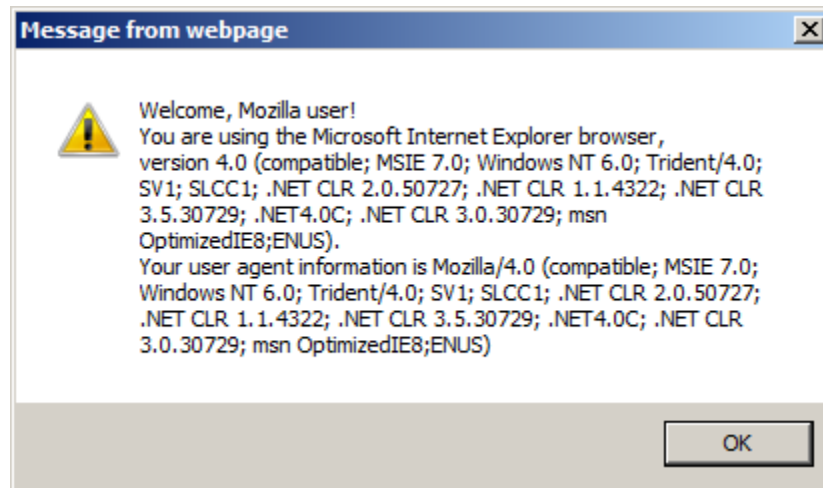 Message from webpage
Welcome, Mozilla user!
You are using the Microsoft Internet Explorer browser,
version 4.0 (compatible; MSIE 7.0; Windows NT 6.0; Trident/4.0;
SV1; SLCC1; .NET CLR 2.0.50727; .NET CLR 1.1.4322; .NET CLR
3.5.30729; .NET4.0C; .NET CLR 3.0.30729; msn
OptimizedIE8;ENUS).
Your user agent information is Mozilla/4.0 (compatible; MSIE 7.0;
Windows NT 6.0; Trident/4.0; SV1; SLCC1; .NET CLR 2.0.50727;
.NET CLR 1.1.4322; .NET CLR 3.5.30729; .NET4.0C; .NET CLR
3.0.30729; msn OptimizedIE8;ENUS)
OK